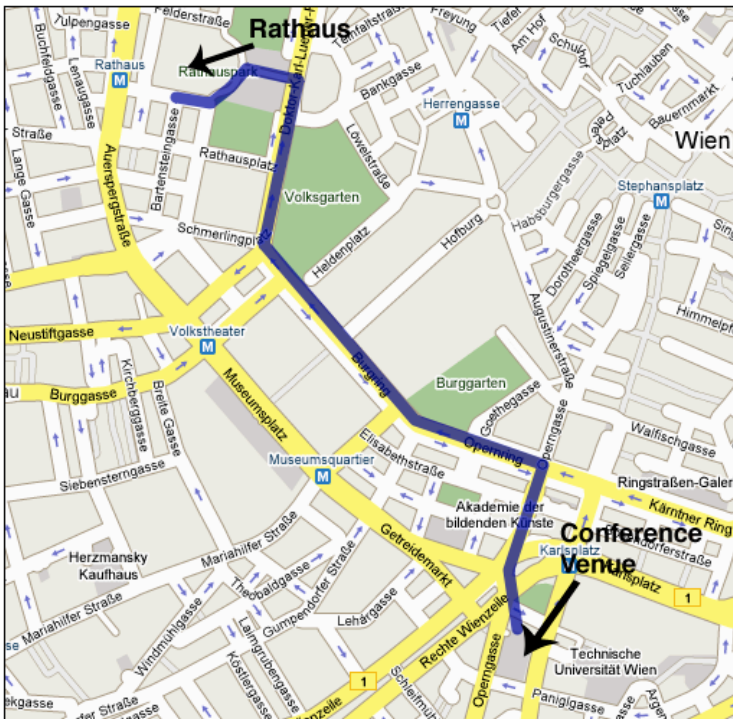 Rathaus
Felderstraße
Rathauspark
Rathaus
M
Buchfeldgasse
Lenaugasse
Straße
Lange Gasse
Auerspergstraße
Bartensteingasse
Rathausplatz
Schmerlingplatz
Volksgarten
Heldenplatz
Löwelstraße
Bankgasse
Freyung
Am Hof
Schulhof
Tuchlauben
Bauernmarkt
Herrengasse
M
Wien
Stephansplatz
M
Habsburgergasse
Dorotheergasse
Spiegelgasse
Seilergasse
Hofburg
Augustinerstraße
Neustiftgasse
Volkstheater
M
Burggasse
Kirchberggasse
Breite Gasse
Museumsplatz
Burgring
Burggarten
Goethegasse
Operngasse
Walfischgasse
Opernring
Elisabethstraße
Museumsquartier
M
Siebensterngasse
Ringstraßen-Galer
Kärntner Ring
Akademie der
bildenden Künste
Getreidemarkt
Mariahilfer Straße
Herzmansky
Kaufhaus
Theobaldgasse
Gumpendorfer Straße
Lehargasse
Mariahilfer Straße
Windmühlgasse
Laimgrubengasse
Köstlergasse
Conference
Venue
Karlsplatz
M
Karlsplatz
1
Rechte Wienzeile
Operngasse
Technische
Universität Wien
Paniglgasse
1